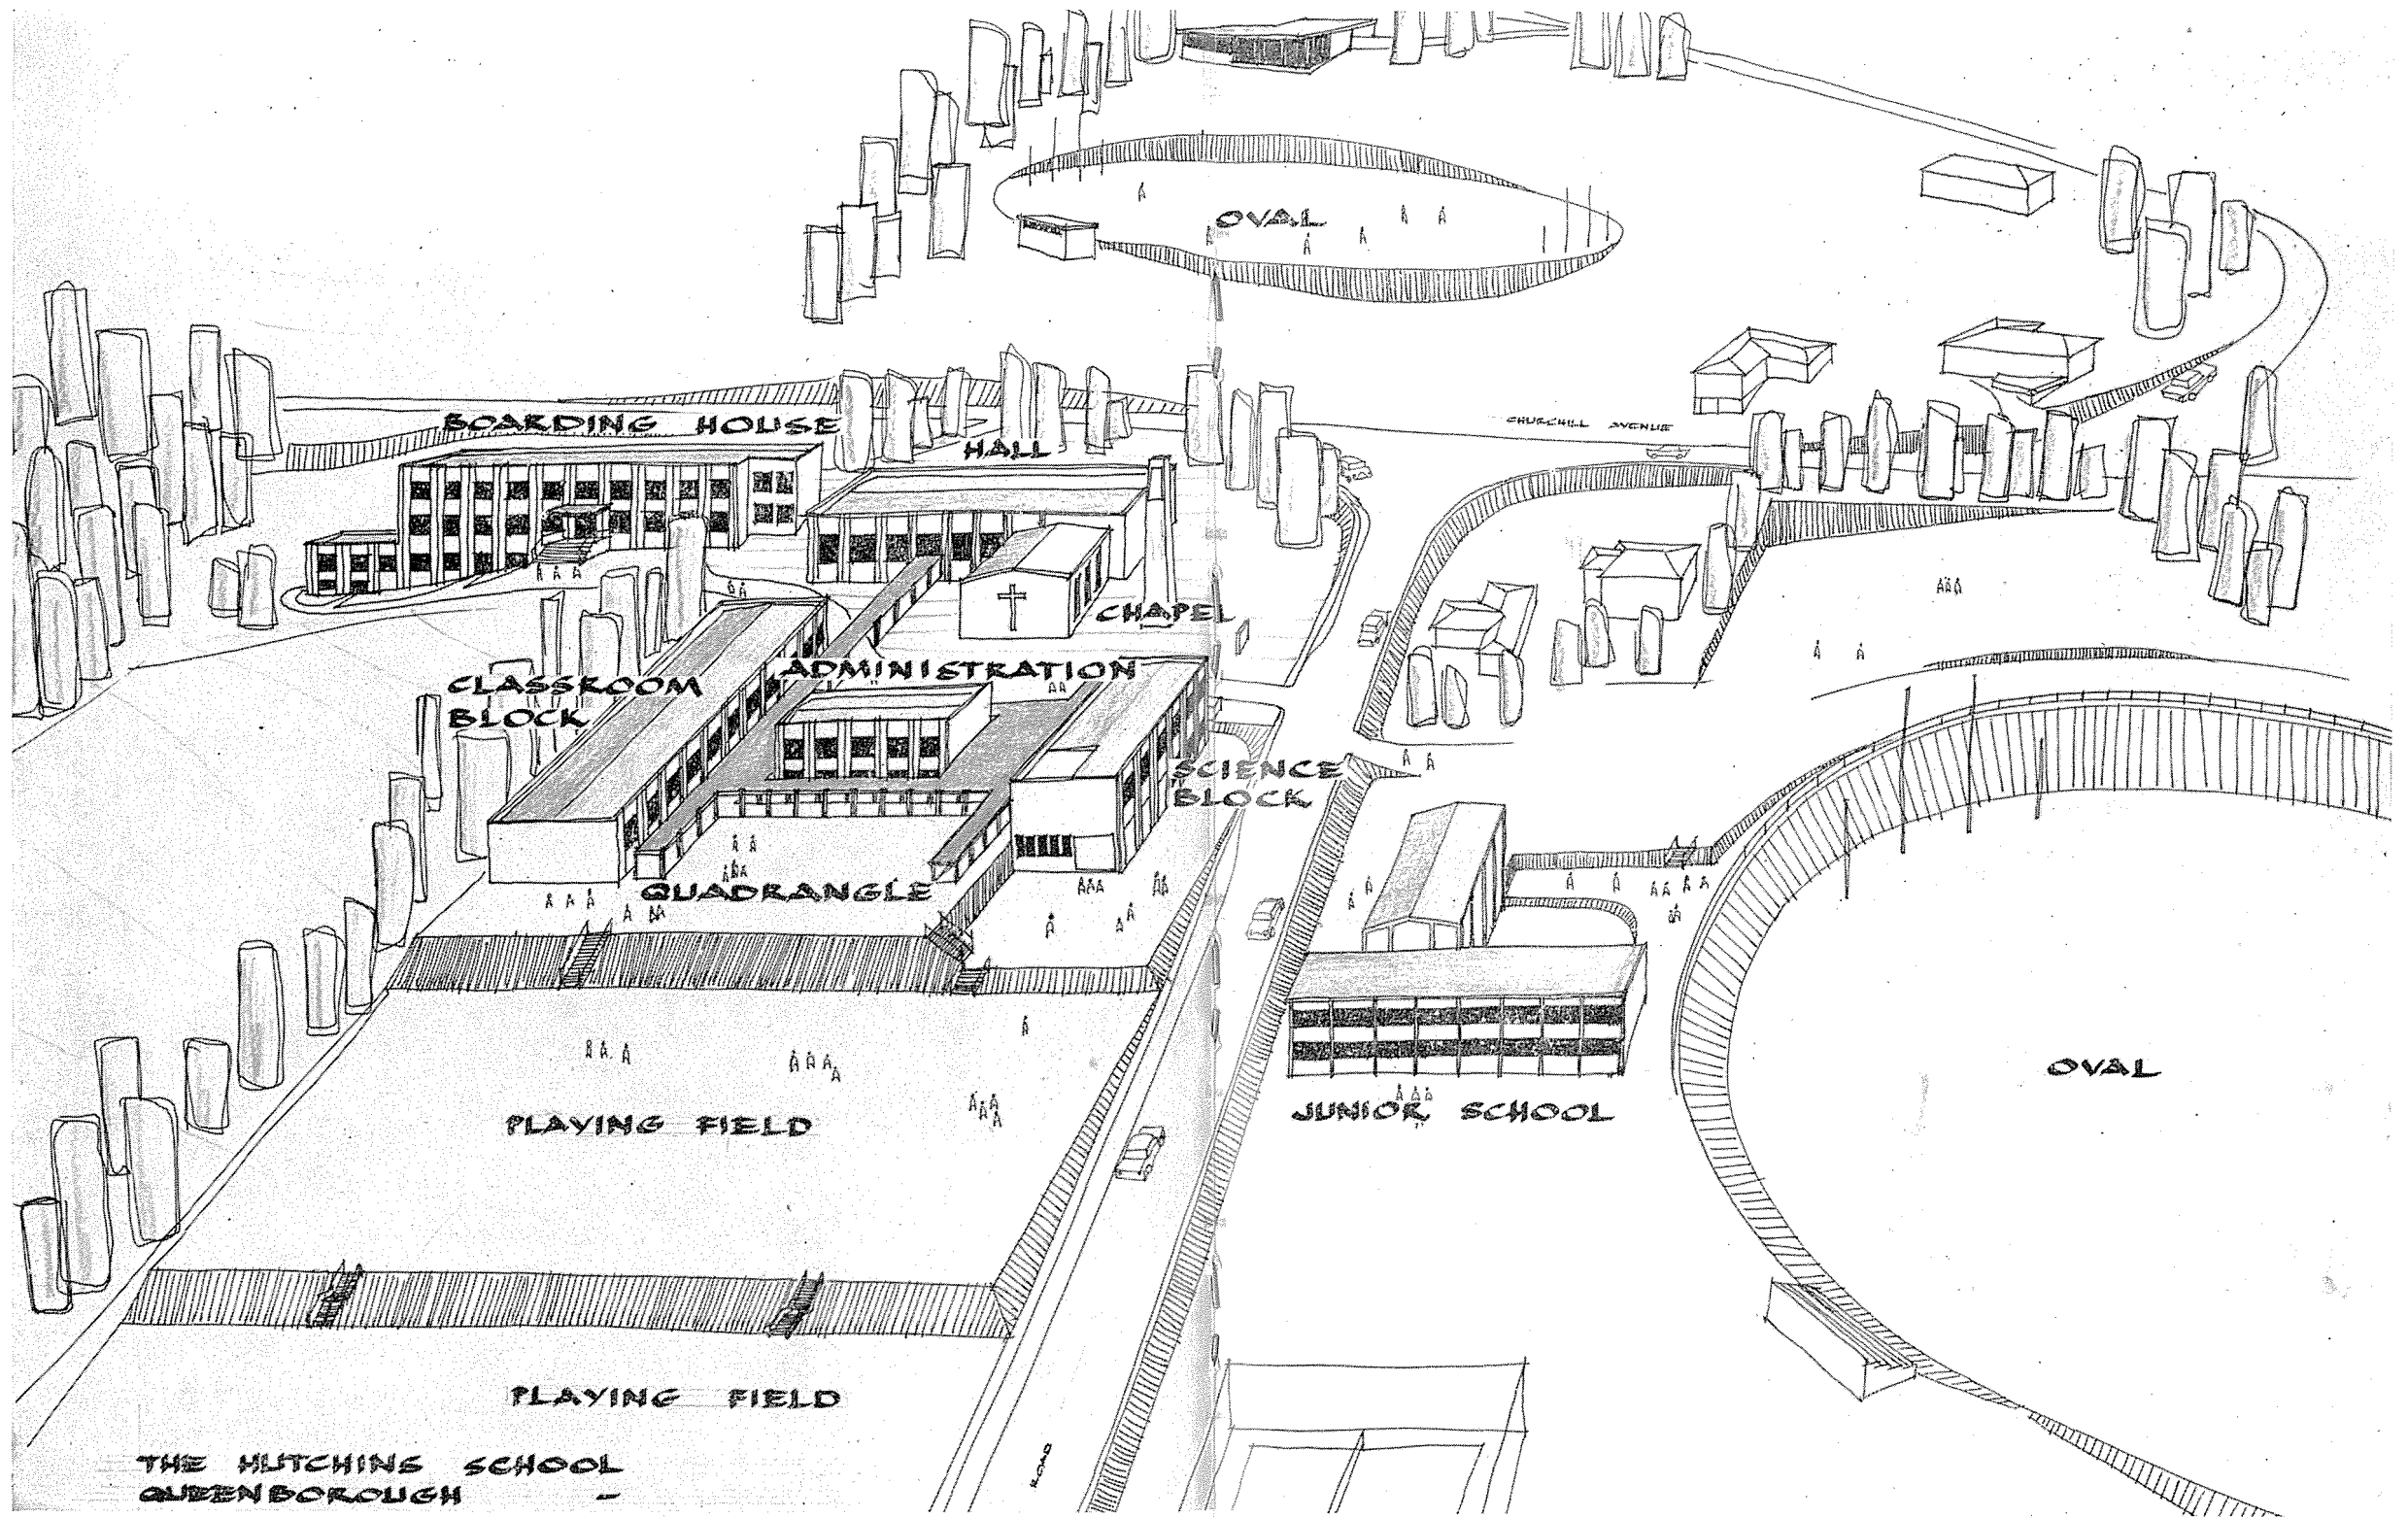 OVAL
BOARDING HOUSE
HALL
CHURCHILL AVENUE
CHAPEL
ADMINISTRATION
CLASSROOM
BLOCK
SCIENCE
BLOCK
QUADRANGLE
OVAL
JUNIOR SCHOOL
PLAYING FIELD
PLAYING FIELD
ROAD
THE HUTCHINS SCHOOL
QUEENBOROUGH –